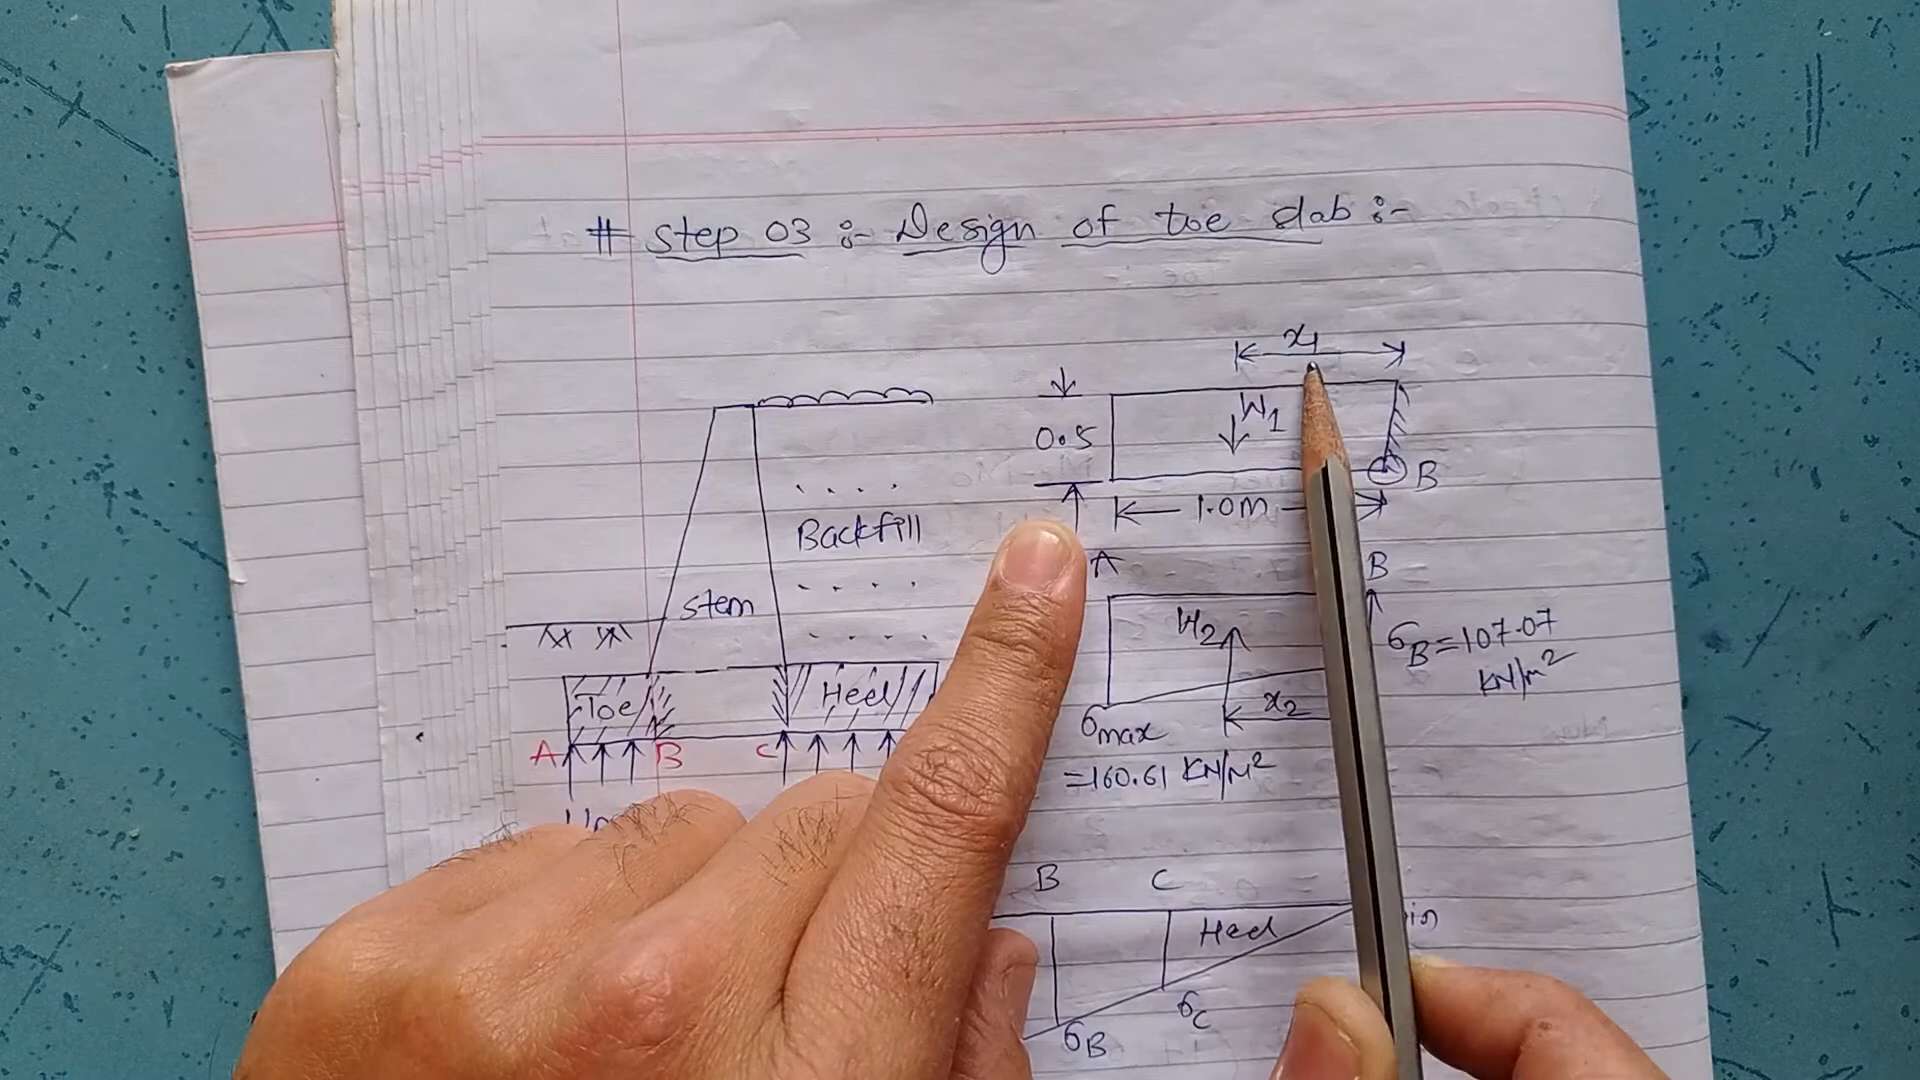 # Step 03 :- Design of toe slab :-
x1
W1
0.5
B
1.0m
Backfill
A
B
Stem
W2
σB = 107.07
KN/m²
Toe
Heel
x2
σmax
A
B
C
= 160.61 KN/M²
B
C
Heel
σC
σB